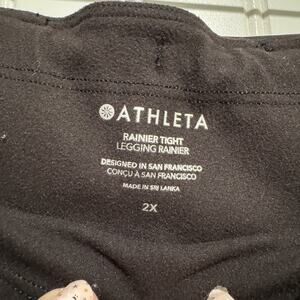 ATHLETA
RAINIER TIGHT
LEGGING RAINIER
DESIGNED IN SAN FRANCISCO
CONÇU À SAN FRANCISCO
MADE IN SRI LANKA
2X